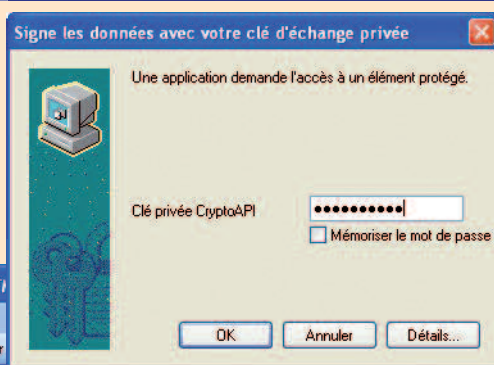 Signe les données avec votre clé d'échange privée
Une application demande l'accès à un élément protégé.
Clé privée CryptoAPI
••••••••••
Mémoriser le mot de passe
OK
Annuler
Détails...